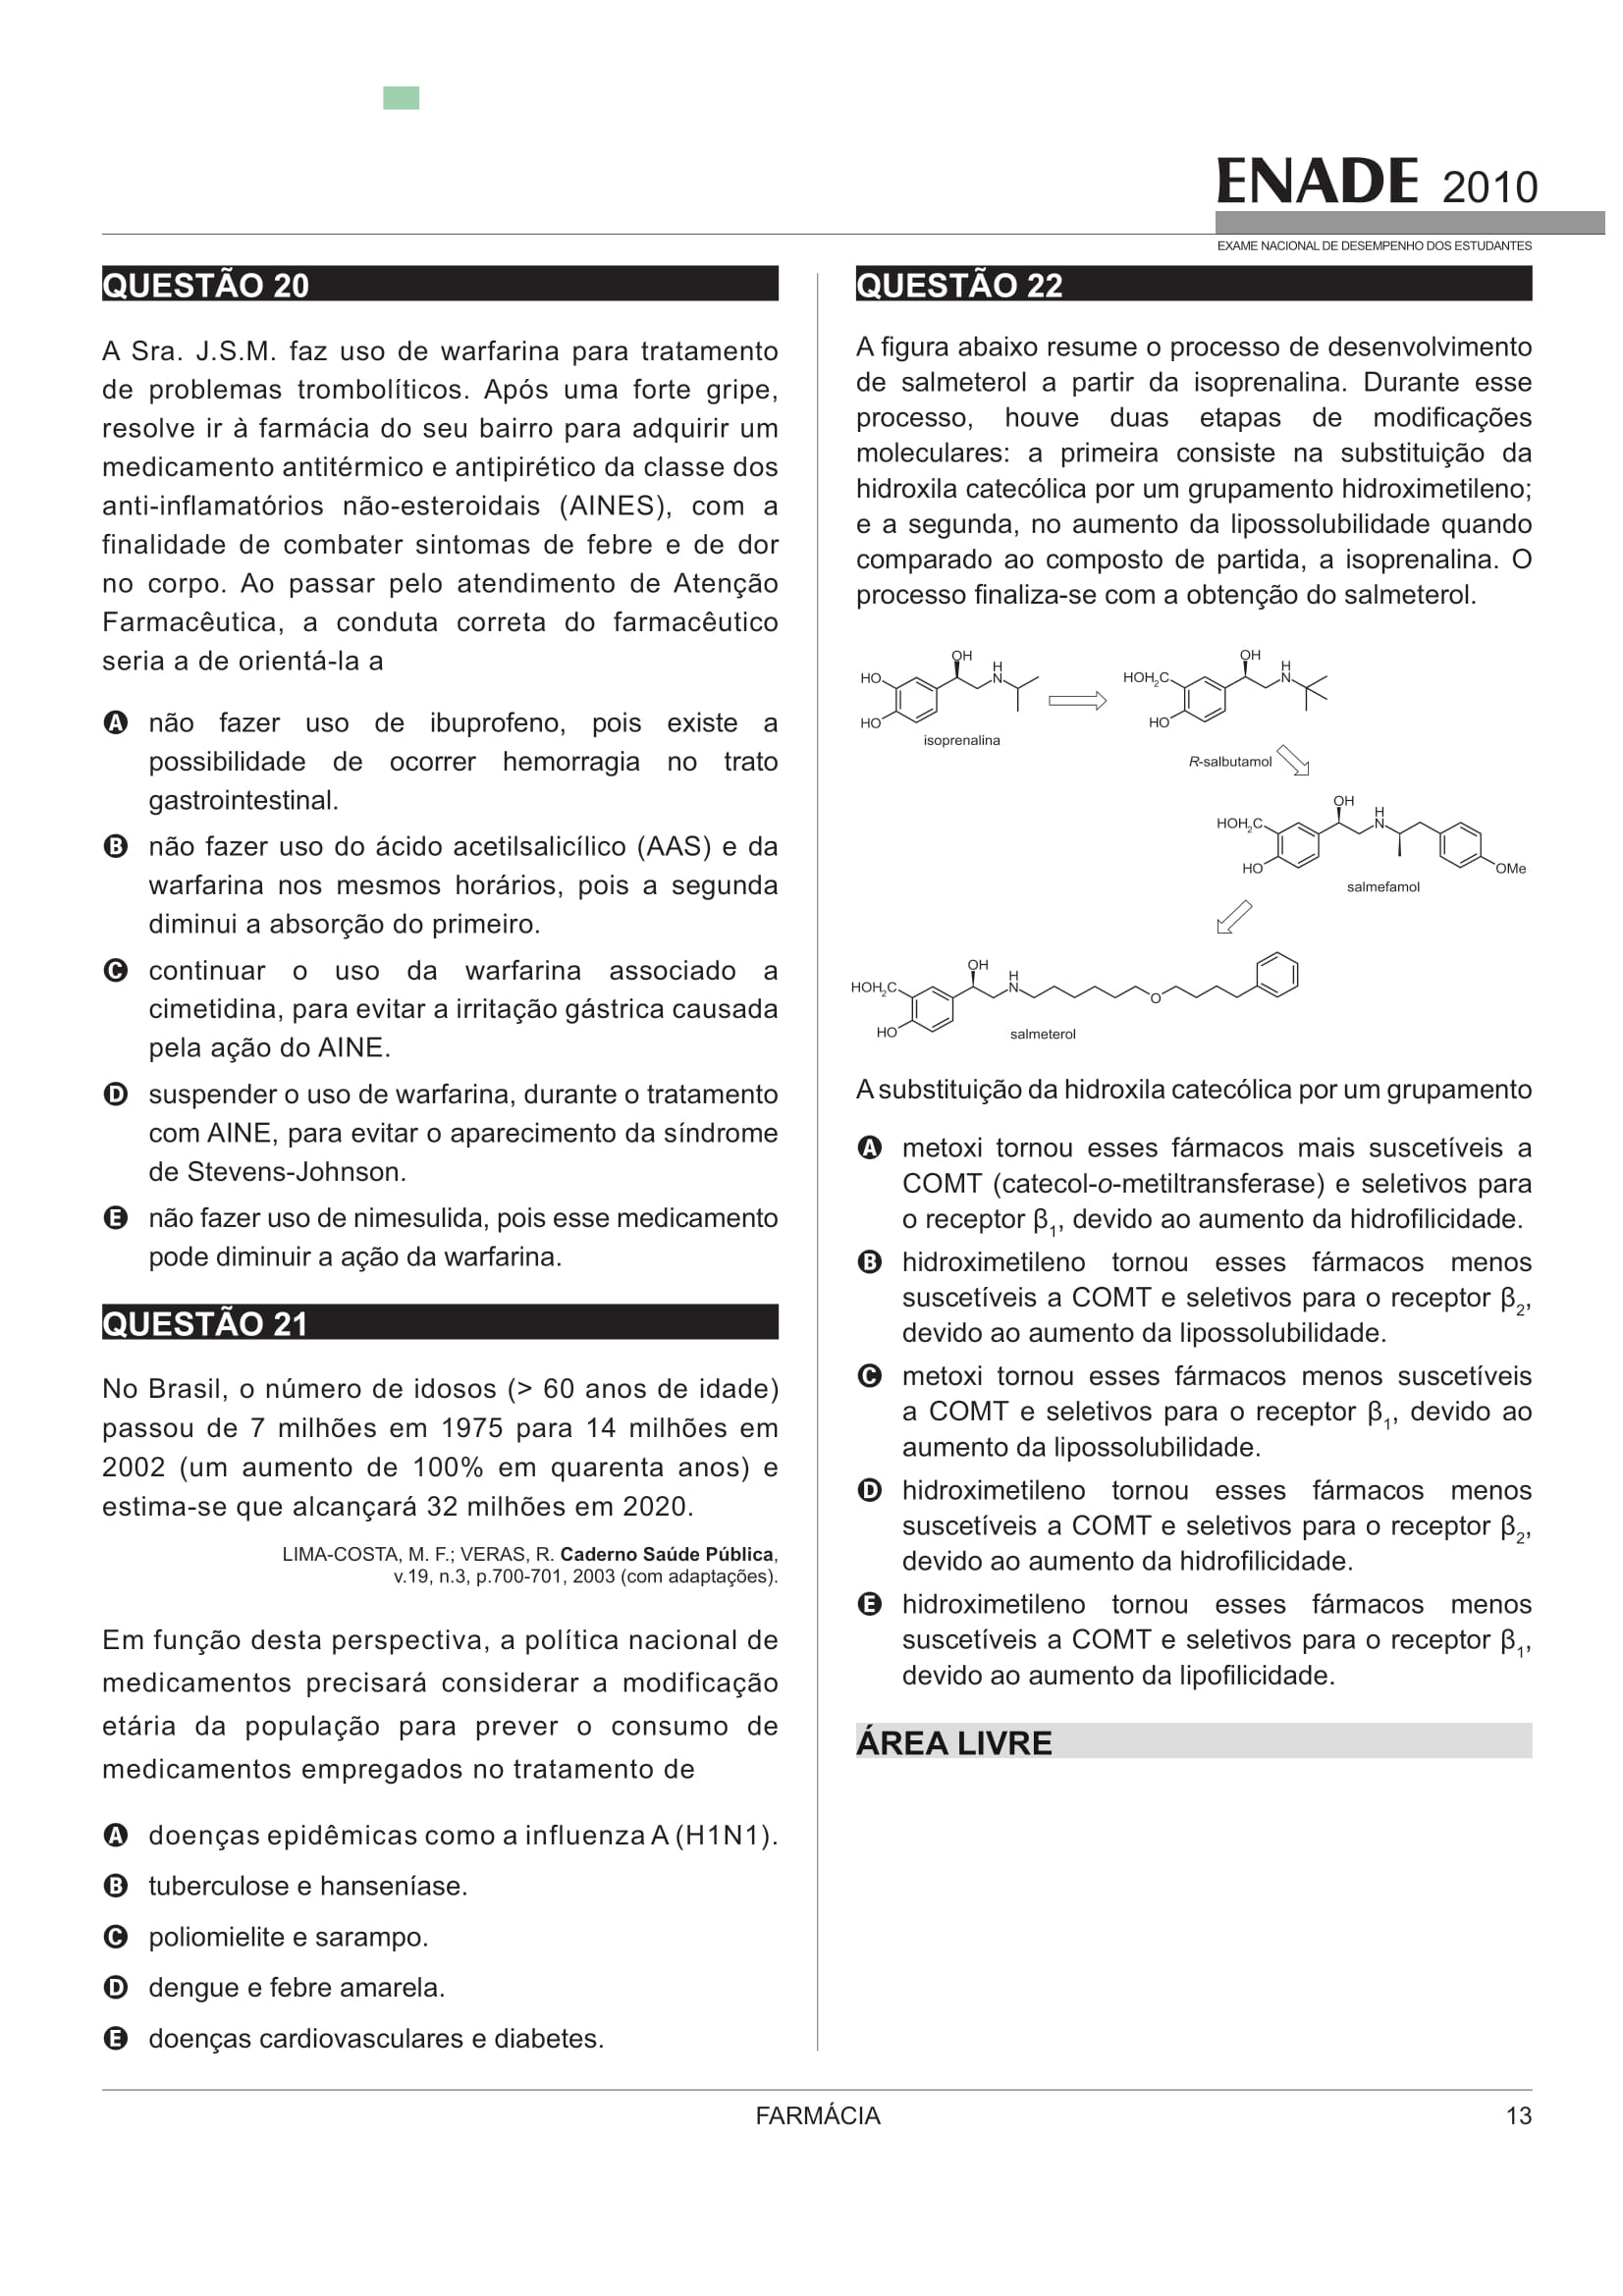 ENADE 2010
EXAME NACIONAL DE DESEMPENHO DOS ESTUDANTES
QUESTÃO 20
A Sra. J.S.M. faz uso de warfarina para tratamento
de problemas trombolíticos. Após uma forte gripe,
resolve ir à farmácia do seu bairro para adquirir um
medicamento antitérmico e antipirético da classe dos
anti-inflamatórios não-esteroidais (AINES), com a
finalidade de combater sintomas de febre e de dor
no corpo. Ao passar pelo atendimento de Atenção
Farmacêutica, a conduta correta do farmacêutico
seria a de orientá-la a
A não fazer uso de ibuprofeno, pois existe a
possibilidade de ocorrer hemorragia no trato
gastrointestinal.
B não fazer uso do ácido acetilsalicílico (AAS) e da
warfarina nos mesmos horários, pois a segunda
diminui a absorção do primeiro.
C continuar o uso da warfarina associado a
cimetidina, para evitar a irritação gástrica causada
pela ação do AINE.
D suspender o uso de warfarina, durante o tratamento
com AINE, para evitar o aparecimento da síndrome
de Stevens-Johnson.
E não fazer uso de nimesulida, pois esse medicamento
pode diminuir a ação da warfarina.
QUESTÃO 21
No Brasil, o número de idosos (> 60 anos de idade)
passou de 7 milhões em 1975 para 14 milhões em
2002 (um aumento de 100% em quarenta anos) e
estima-se que alcançará 32 milhões em 2020.
LIMA-COSTA, M. F.; VERAS, R. Caderno Saúde Pública,
v.19, n.3, p.700-701, 2003 (com adaptações).
Em função desta perspectiva, a política nacional de
medicamentos precisará considerar a modificação
etária da população para prever o consumo de
medicamentos empregados no tratamento de
A doenças epidêmicas como a influenza A (H1N1).
B tuberculose e hanseníase.
C poliomielite e sarampo.
D dengue e febre amarela.
E doenças cardiovasculares e diabetes.
QUESTÃO 22
A figura abaixo resume o processo de desenvolvimento
de salmeterol a partir da isoprenalina. Durante esse
processo, houve duas etapas de modificações
moleculares: a primeira consiste na substituição da
hidroxila catecólica por um grupamento hidroximetileno;
e a segunda, no aumento da lipossolubilidade quando
comparado ao composto de partida, a isoprenalina. O
processo finaliza-se com a obtenção do salmeterol.
OH
H
N
HO
HO
isoprenalina
OH
H
N
HOH2C
HO
R-salbutamol
OH
H
N
HOH2C
HO
OMe
salmefamol
OH
H
N
HOH2C
O
HO
salmeterol
A substituição da hidroxila catecólica por um grupamento
A metoxi tornou esses fármacos mais suscetíveis a
COMT (catecol-o-metiltransferase) e seletivos para
o receptor β1, devido ao aumento da hidrofilicidade.
B hidroximetileno tornou esses fármacos menos
suscetíveis a COMT e seletivos para o receptor β2,
devido ao aumento da lipossolubilidade.
C metoxi tornou esses fármacos menos suscetíveis
a COMT e seletivos para o receptor β1, devido ao
aumento da lipossolubilidade.
D hidroximetileno tornou esses fármacos menos
suscetíveis a COMT e seletivos para o receptor β2,
devido ao aumento da hidrofilicidade.
E hidroximetileno tornou esses fármacos menos
suscetíveis a COMT e seletivos para o receptor β1,
devido ao aumento da lipofilicidade.
ÁREA LIVRE
FARMÁCIA
13